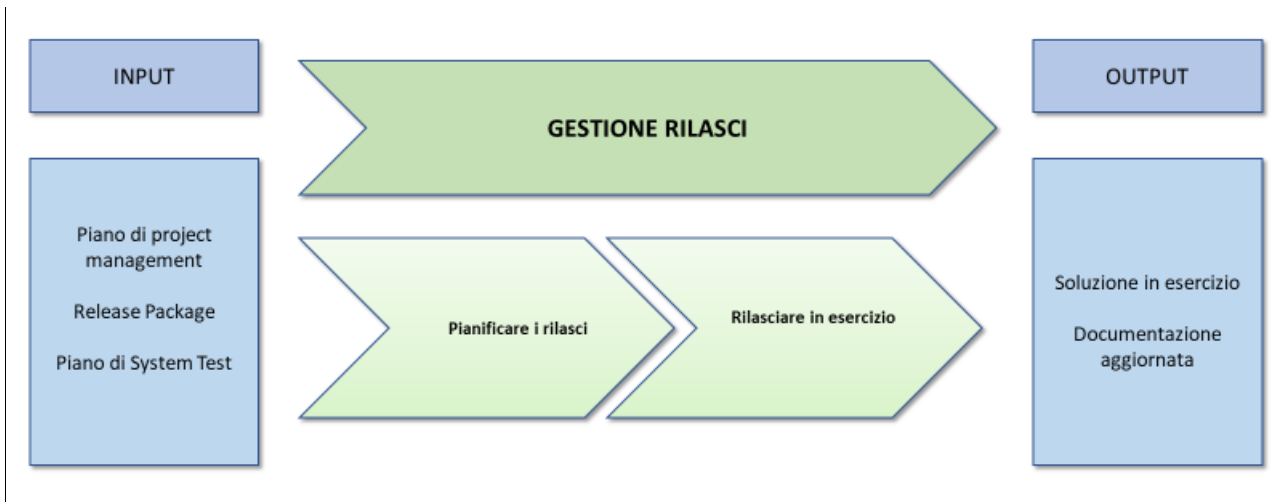 INPUT
GESTIONE RILASCI
OUTPUT
Piano di project
management
Release Package
Piano di System Test
Pianificare i rilasci
Rilasciare in esercizio
Soluzione in esercizio
Documentazione
aggiornata